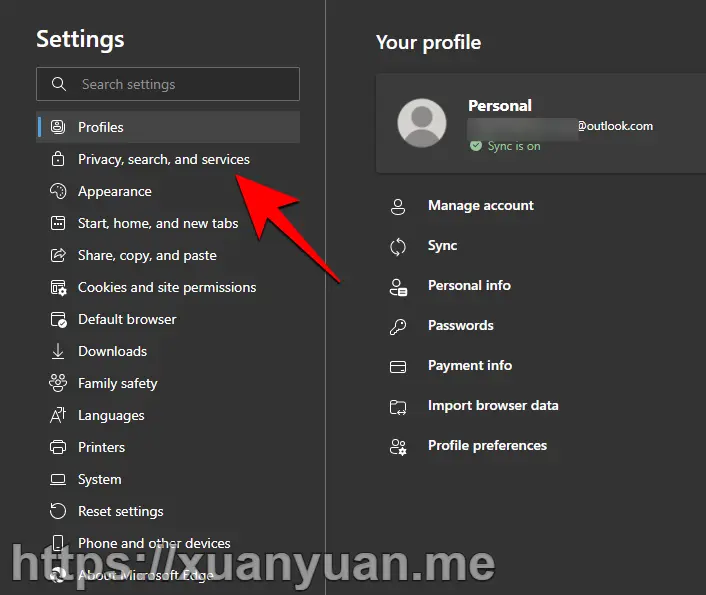 Settings
Search settings
Profiles
Privacy, search, and services
Appearance
Start, home, and new tabs
Share, copy, and paste
Cookies and site permissions
Default browser
Downloads
Family safety
Languages
Printers
System
Reset settings
Phone and other devices
About Microsoft Edge
Your profile
Personal
@outlook.com
Sync is on
Manage account
Sync
Personal info
Passwords
Payment info
Import browser data
Profile preferences
https://xuanyuan.me